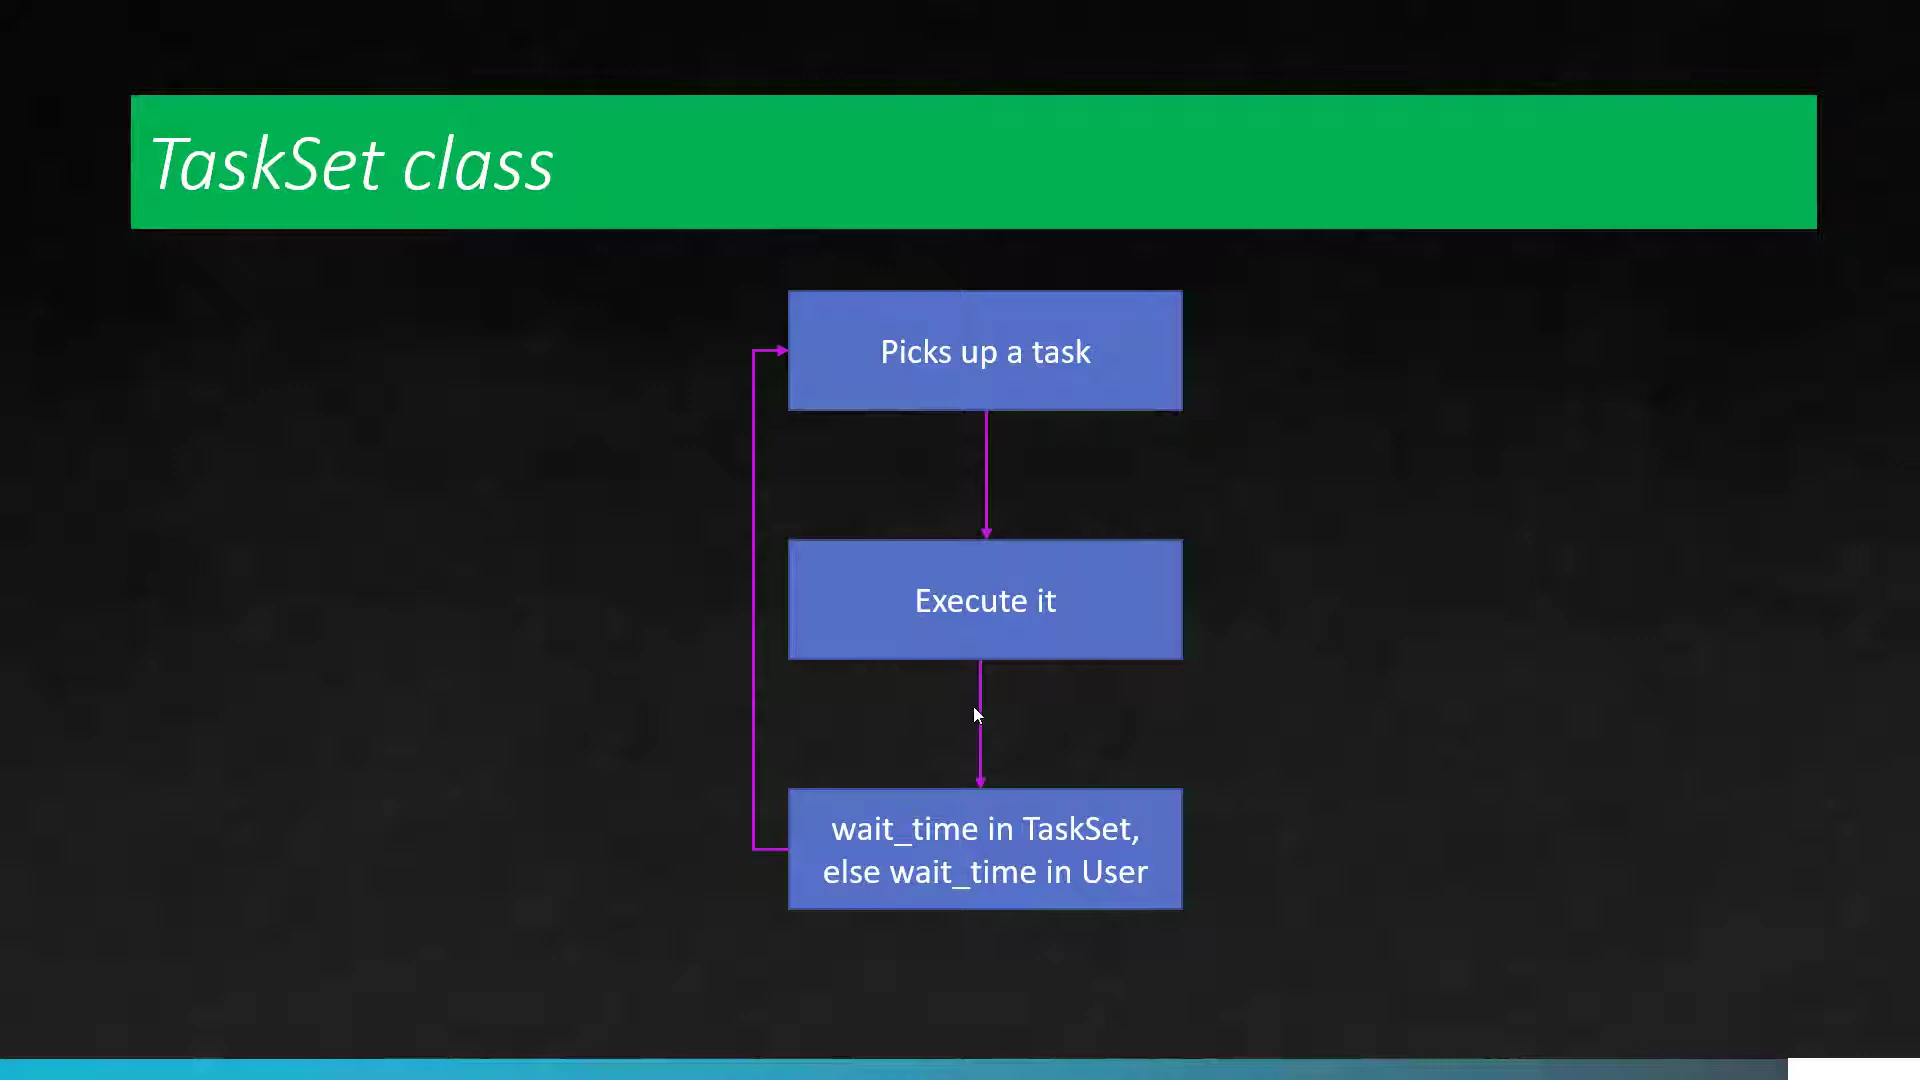 TaskSet class
Picks up a task
Execute it
wait_time in TaskSet,
else wait_time in User